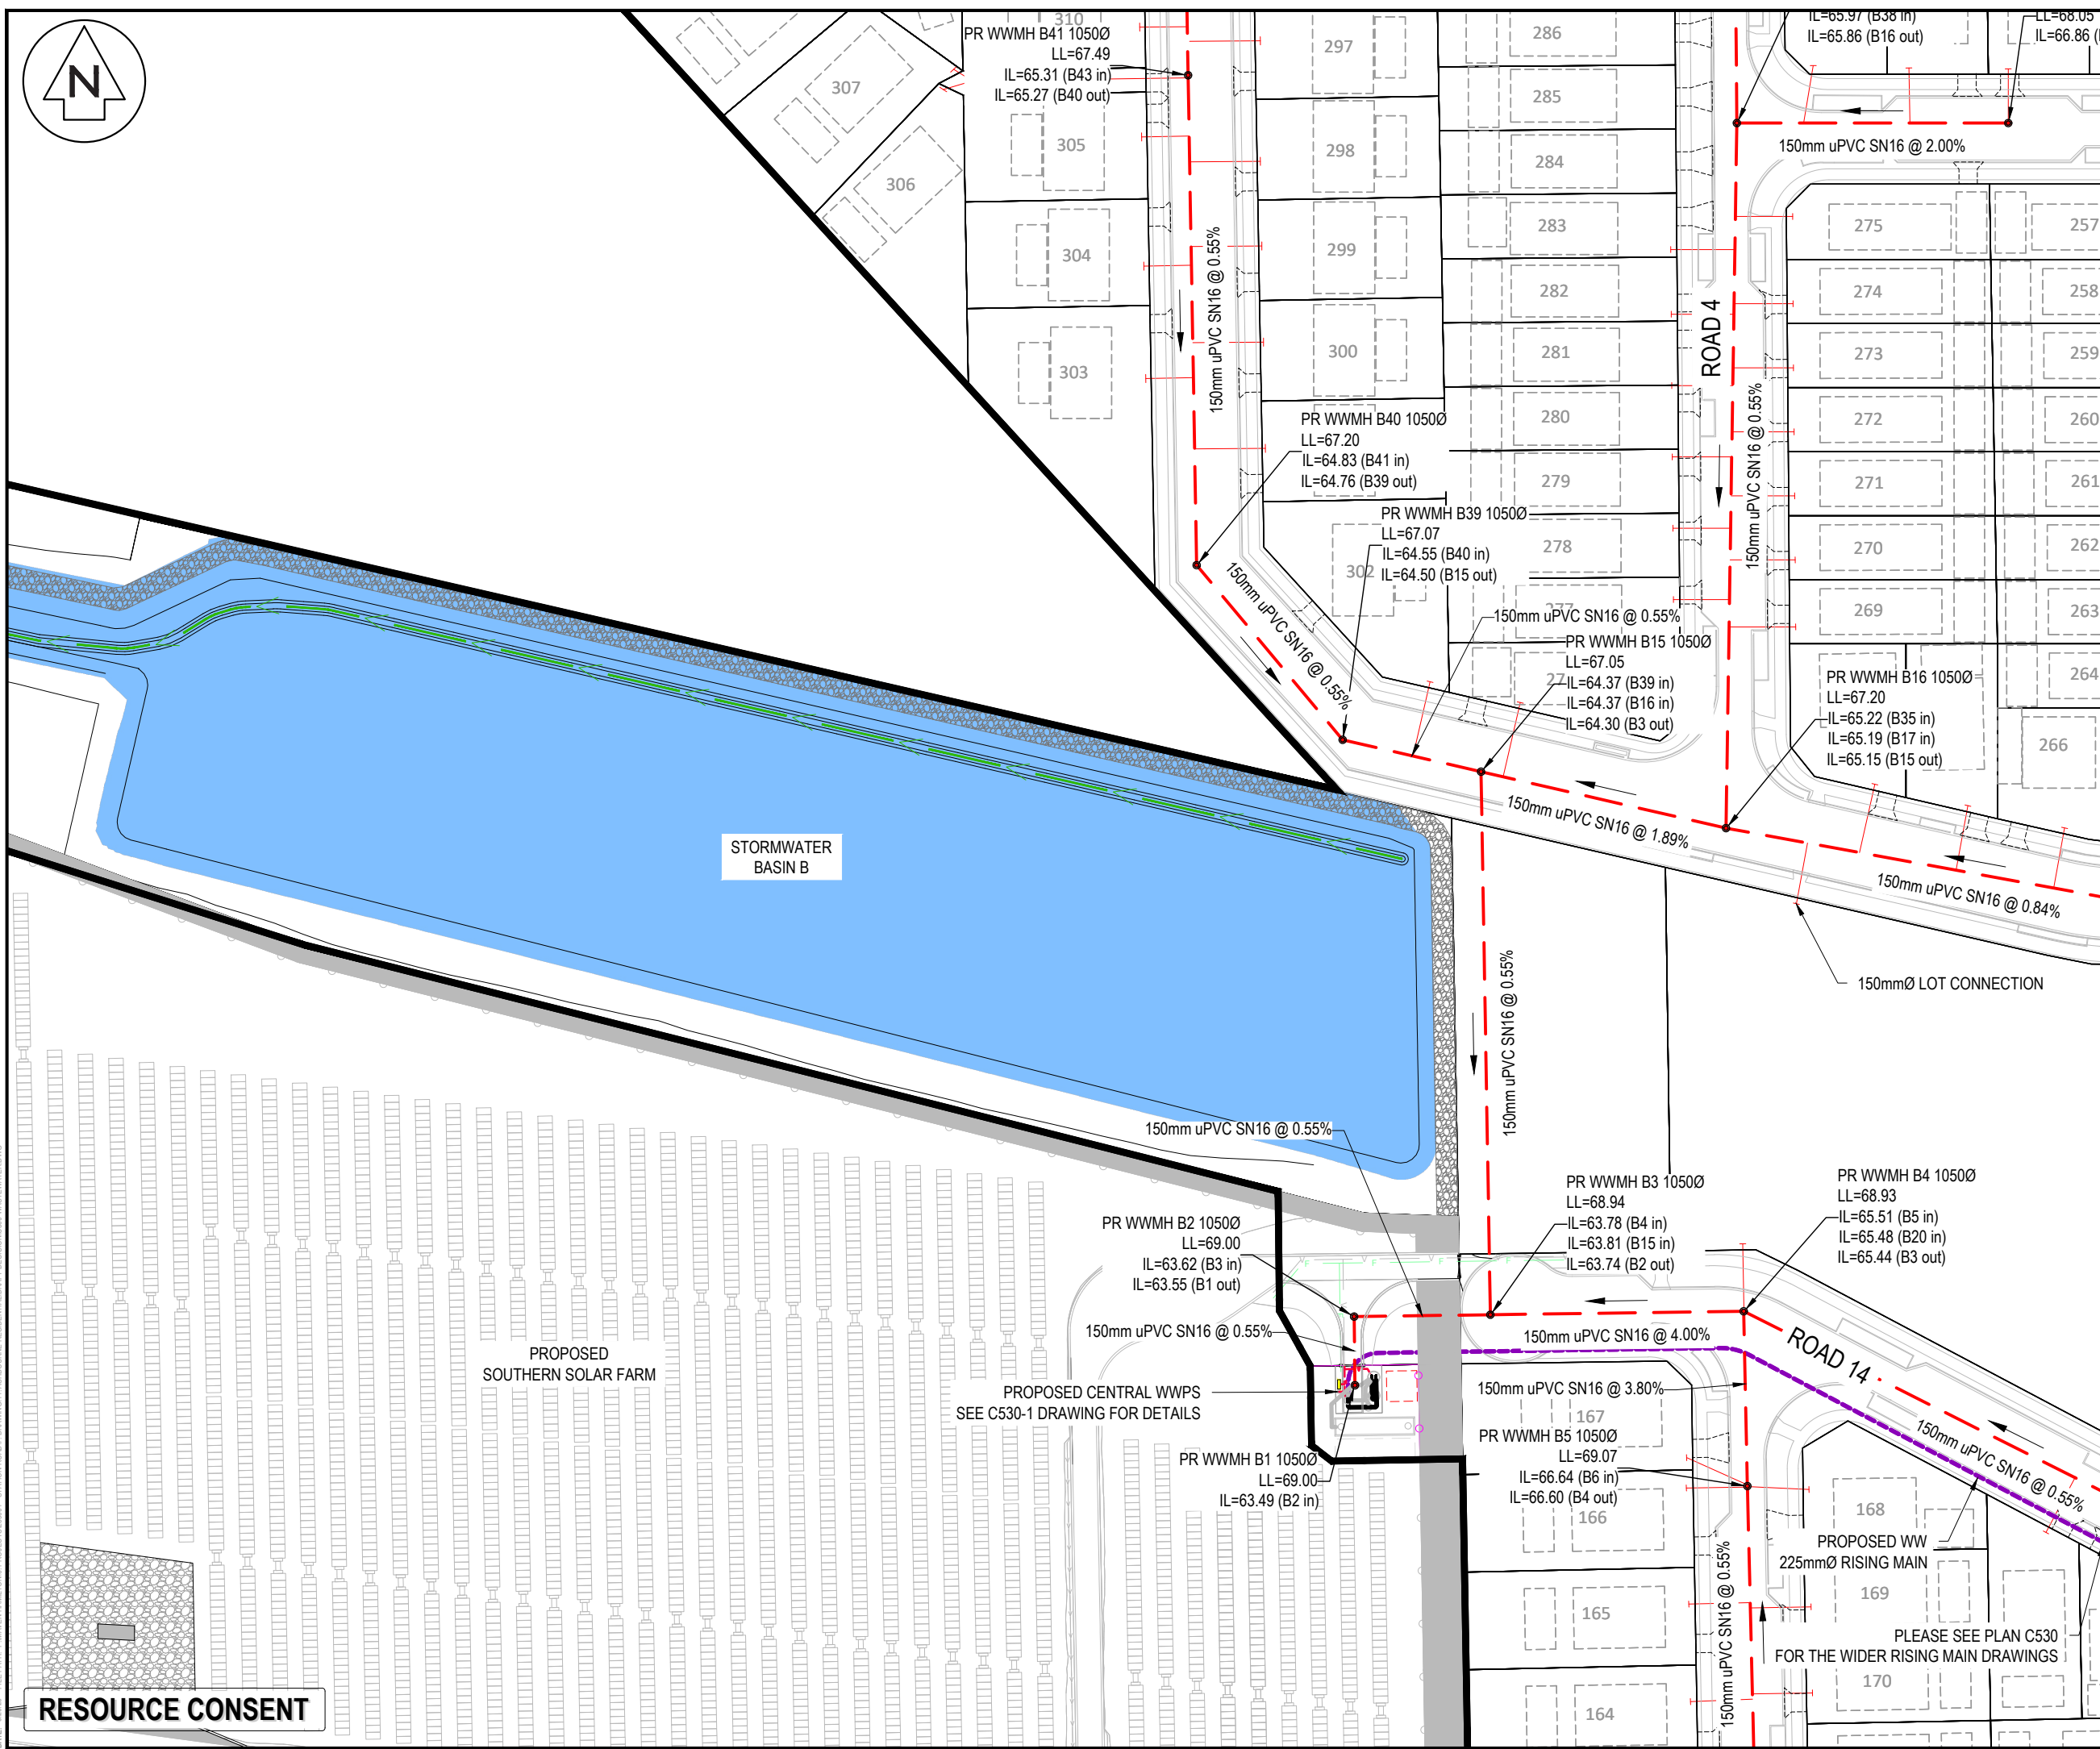 N
310
PR WWMH B41 1050Ø
LL=67.49
IL=65.31 (B43 in)
IL=65.27 (B40 out)
307
306
305
304
303
297
298
299
300
302
286
285
284
283
282
281
280
279
278
277
IL=65.97 (B38 in)
IL=65.86 (B16 out)
LL=68.05
IL=66.86
150mm uPVC SN16 @ 2.00%
275
274
273
272
271
270
269
257
258
259
260
261
262
263
264
266
ROAD 4
150mm uPVC SN16 @ 0.55%
150mm uPVC SN16 @ 0.55%
PR WWMH B40 1050Ø
LL=67.20
IL=64.83 (B41 in)
IL=64.76 (B39 out)
PR WWMH B39 1050Ø
LL=67.07
IL=64.55 (B40 in)
IL=64.50 (B15 out)
150mm uPVC SN16 @ 0.55%
150mm uPVC SN16 @ 0.55%
PR WWMH B15 1050Ø
LL=67.05
IL=64.37 (B39 in)
IL=64.37 (B16 in)
IL=64.30 (B3 out)
PR WWMH B16 1050Ø
LL=67.20
IL=65.22 (B35 in)
IL=65.19 (B17 in)
IL=65.15 (B15 out)
150mm uPVC SN16 @ 1.89%
150mm uPVC SN16 @ 0.84%
150mmØ LOT CONNECTION
STORMWATER
BASIN B
150mm uPVC SN16 @ 0.55%
150mm uPVC SN16 @ 0.55%
PR WWMH B3 1050Ø
LL=68.94
IL=63.78 (B4 in)
IL=63.81 (B15 in)
IL=63.74 (B2 out)
PR WWMH B4 1050Ø
LL=68.93
IL=65.51 (B5 in)
IL=65.48 (B20 in)
IL=65.44 (B3 out)
PR WWMH B2 1050Ø
LL=69.00
IL=63.62 (B3 in)
IL=63.55 (B1 out)
150mm uPVC SN16 @ 0.55%
150mm uPVC SN16 @ 4.00%
ROAD 14
PROPOSED
SOUTHERN SOLAR FARM
PROPOSED CENTRAL WWPS
SEE C530-1 DRAWING FOR DETAILS
150mm uPVC SN16 @ 3.80%
167
PR WWMH B5 1050Ø
LL=69.07
IL=66.64 (B6 in)
IL=66.60 (B4 out)
166
165
164
PR WWMH B1 1050Ø
LL=69.00
IL=63.49 (B2 in)
150mm uPVC SN16 @ 0.55%
168
PROPOSED WW
225mmØ RISING MAIN
169
150mm uPVC SN16 @ 0.55%
PLEASE SEE PLAN C530
FOR THE WIDER RISING MAIN DRAWINGS
170
RESOURCE CONSENT